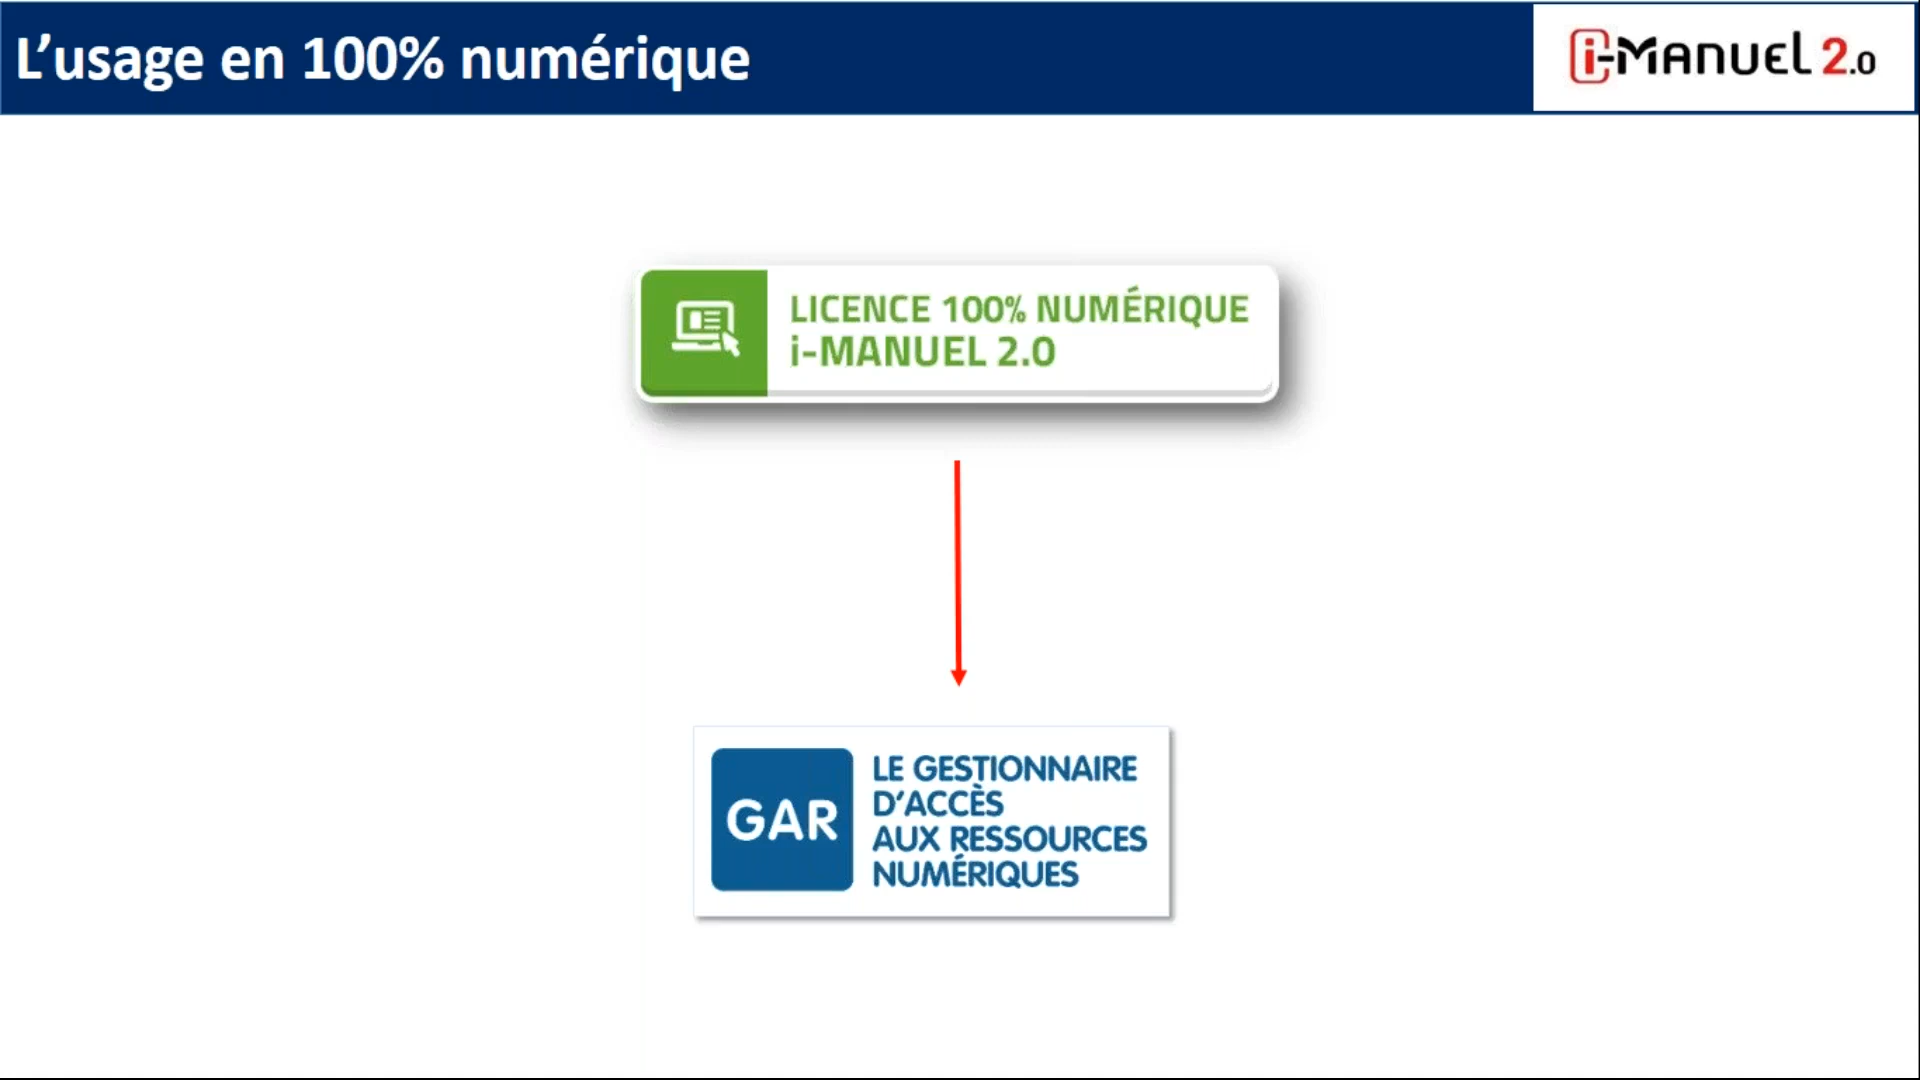 L’usage en 100% numérique
i-Manuel 2.0
LICENCE 100% NUMÉRIQUE
i-MANUEL 2.0
GAR
LE GESTIONNAIRE
D’ACCÈS
AUX RESSOURCES
NUMÉRIQUES